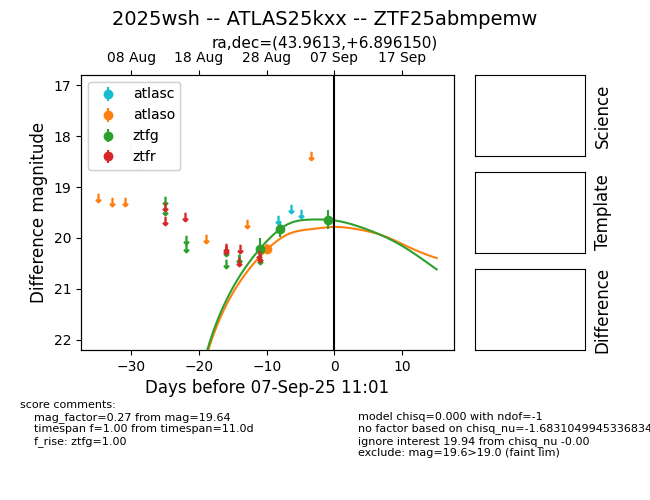 2025wsh -- ATLAS25kxx -- ZTF25abmpemw
ra,dec=(43.9613,+6.896150)
08 Aug 18 Aug 28 Aug 07 Sep 17 Sep
atlasc
atlaso
ztfg
ztfr
17
18
19
20
21
22
Difference magnitude
−30 −20 −10 0 10
Days before 07-Sep-25 11:01
Science
Template
Difference
score comments:
mag_factor=0.27 from mag=19.64
timespan f=1.00 from timespan=11.0d
f_rise: ztfg=1.00
model chisq=0.000 with ndof=-1
no factor based on chisq_nu=-1.6831049945336834
ignore interest 19.94 from chisq_nu -0.00
exclude: mag=19.6>19.0 (faint lim)